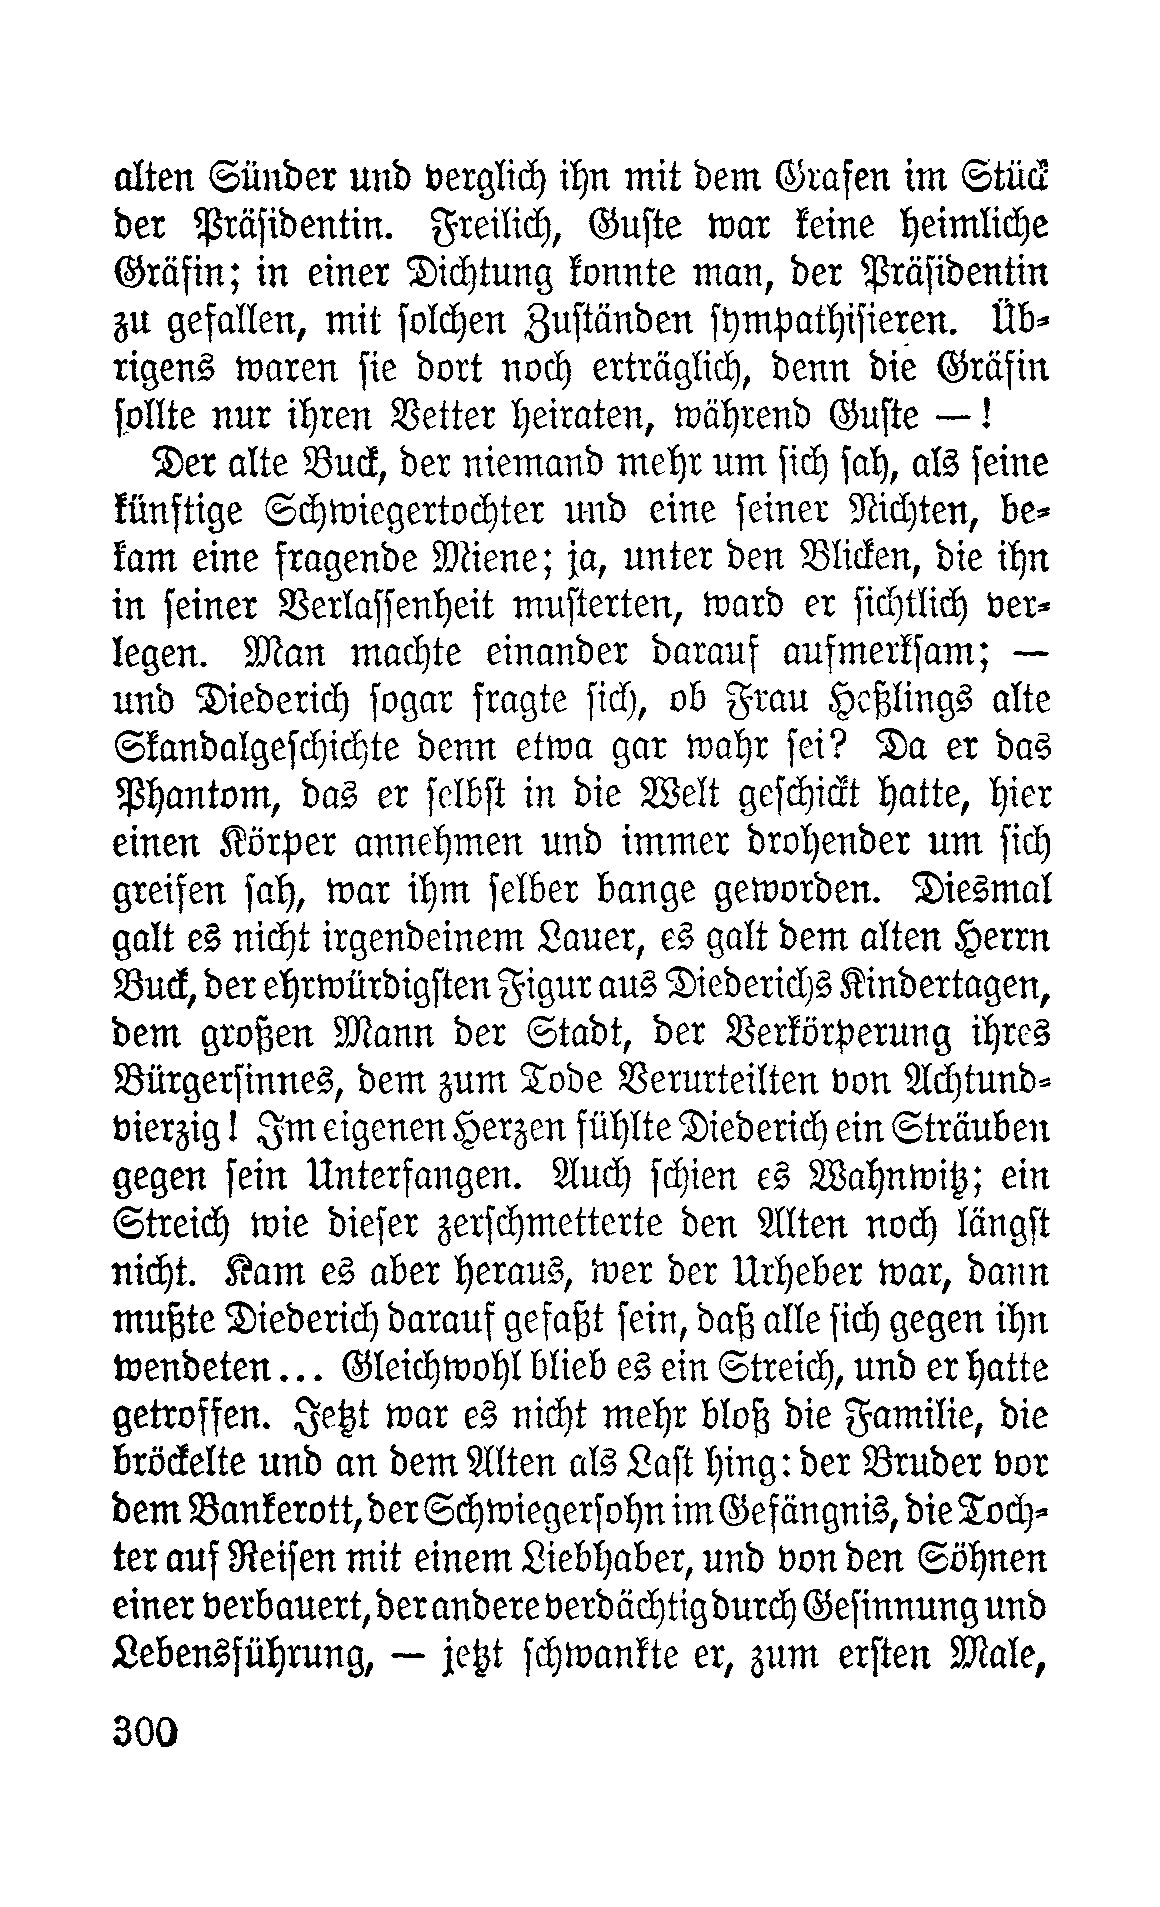 alten Sünder und verglich ihn mit dem Grafen im Stück
der Präsidentin. Freilich, Guste war keine heimliche
Gräfin; in einer Dichtung konnte man, der Präsidentin
zu gefallen, mit solchen Zuständen sympathisieren. Üb-
rigens waren sie dort noch erträglich, denn die Gräfin
sollte nur ihren Vetter heiraten, während Guste — !
Der alte Buck, der niemand mehr um sich sah, als seine
künftige Schwiegertochter und eine seiner Nichten, be-
kam eine fragende Miene; ja, unter den Blicken, die ihn
in seiner Verlassenheit musterten, ward er sichtlich ver-
legen. Man machte einander darauf aufmerksam; —
und Diederich sogar fragte sich, ob Frau Heßlings alte
Skandalgeschichte denn etwa gar wahr sei? Da er das
Phantom, das er selbst in die Welt geschickt hatte, hier
einen Körper annehmen und immer drohender um sich
greifen sah, war ihm selber bange geworden. Diesmal
galt es nicht irgendeinem Lauer, es galt dem alten Herrn
Buck, der ehrwürdigsten Figur aus Diederichs Kindertagen,
dem großen Mann der Stadt, der Verkörperung ihres
Bürgersinnes, dem zum Tode Verurteilten von Achtund-
vierzig! Im eigenen Herzen fühlte Diederich ein Sträuben
gegen sein Unterfangen. Auch schien es Wahnwitz; ein
Streich wie dieser zerschmetterte den Alten noch längst
nicht. Kam es aber heraus, wer der Urheber war, dann
mußte Diederich darauf gefaßt sein, daß alle sich gegen ihn
wendeten... Gleichwohl blieb es ein Streich, und er hatte
getroffen. Jetzt war es nicht mehr bloß die Familie, die
bröckelte und an dem Alten als Last hing: der Bruder vor
dem Bankerott, der Schwiegersohn im Gefängnis, die Toch-
ter auf Reisen mit einem Liebhaber, und von den Söhnen
einer verbauert, der andere verdächtig durch Gesinnung und
Lebensführung, — jetzt schwankte er, zum ersten Male,
300